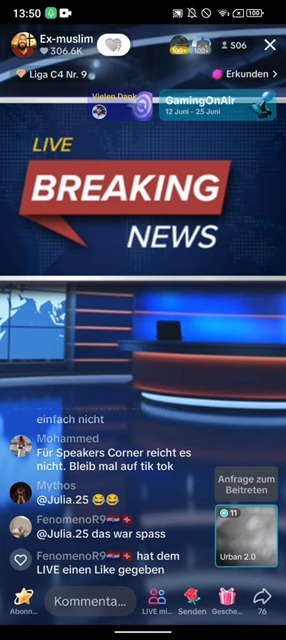 13:50
100
Ex-muslim
306.6K
100+
100+
506
Liga C4 Nr. 9
Erkunden >
Vielen Dank
GamingOnAir
12 Juni - 25 Juni
LIVE
BREAKING
NEWS
einfach nicht
Mohammed
Für Speakers Corner reicht es
nicht. Bleib mal auf tik tok
Mythos
@Julia.25 😂😂
FenomenoR9🇭🇷🇨🇭
@Julia.25 das war spass
FenomenoR9🇭🇷🇨🇭 hat dem
LIVE einen Like gegeben
Anfrage zum
Beitreten
11
Urban 2.0
Kommenta...
Abonn...
LIVE mi...
Senden
Gesche...
76